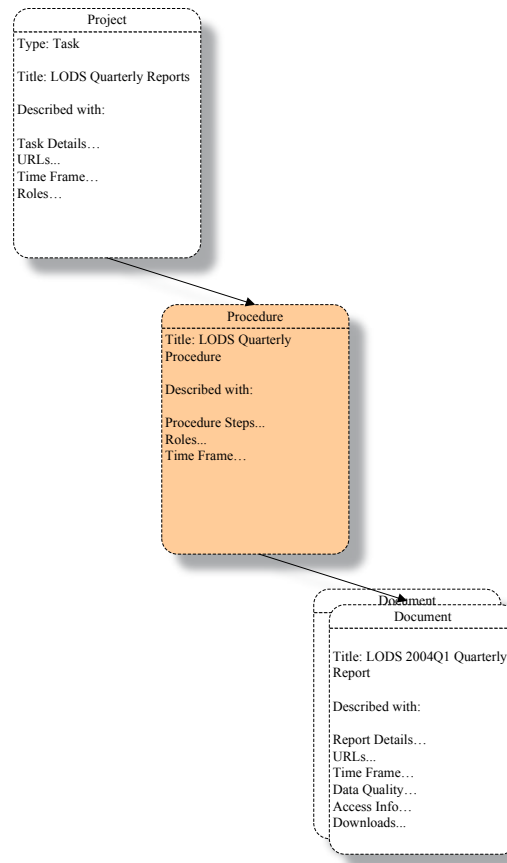 Project
Type: Task
Title: LODS Quarterly Reports
Described with:
Task Details…
URLs...
Time Frame…
Roles…
Procedure
Title: LODS Quarterly
Procedure
Described with:
Procedure Steps...
Roles...
Time Frame…
Document
Document
Title: LODS 2004Q1 Quarterly
Report
Described with:
Report Details…
URLs...
Time Frame…
Data Quality…
Access Info…
Downloads...